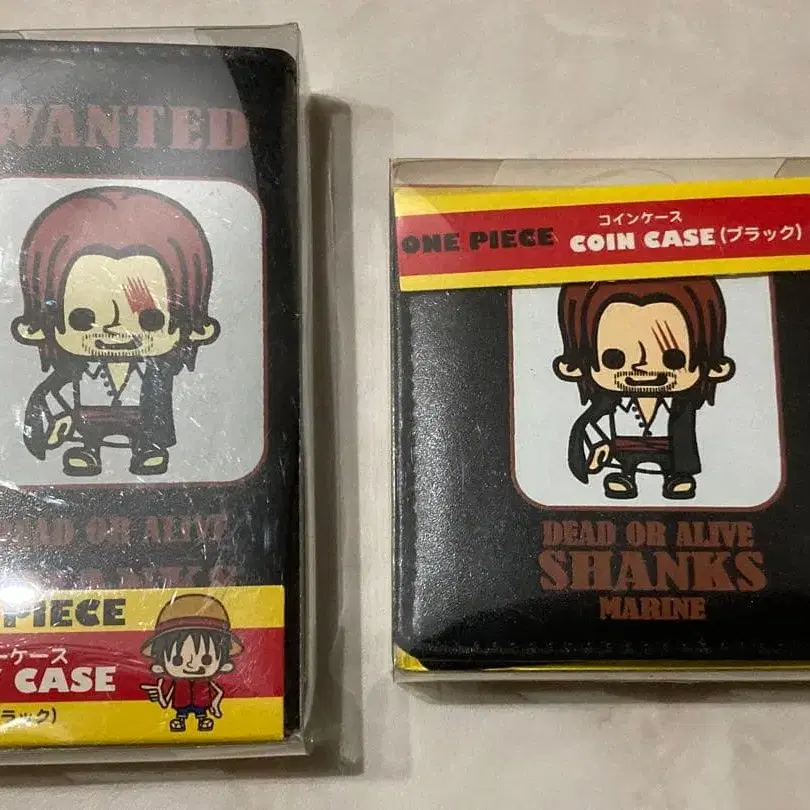 WANTED
DEAD OR ALIVE
SHANKS
PIECE
ーケース
CASE
ラック)
コインケース
ONE PIECE COIN CASE (ブラック)
DEAD OR ALIVE
SHANKS
MARINE